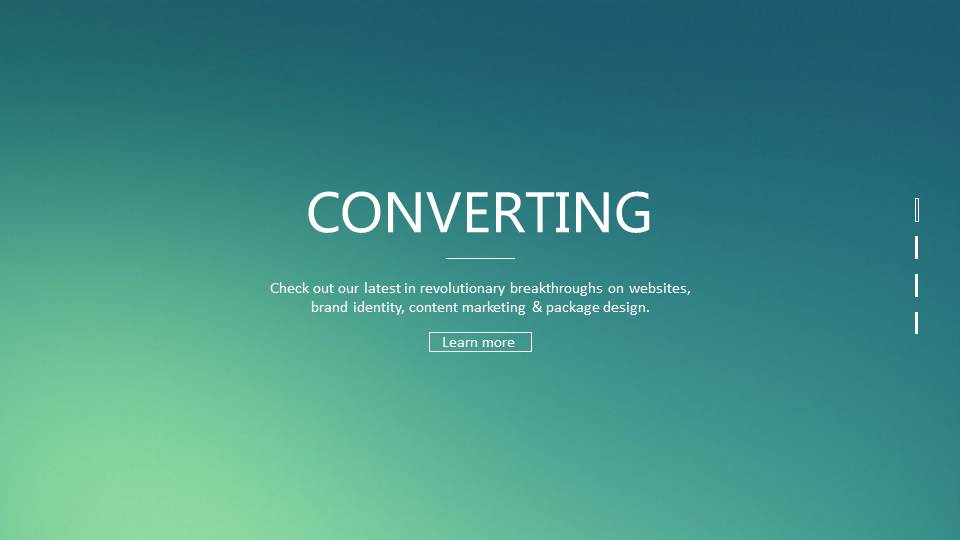 CONVERTING
Check out our latest in revolutionary breakthroughs on websites,
brand identity, content marketing & package design.
Learn more